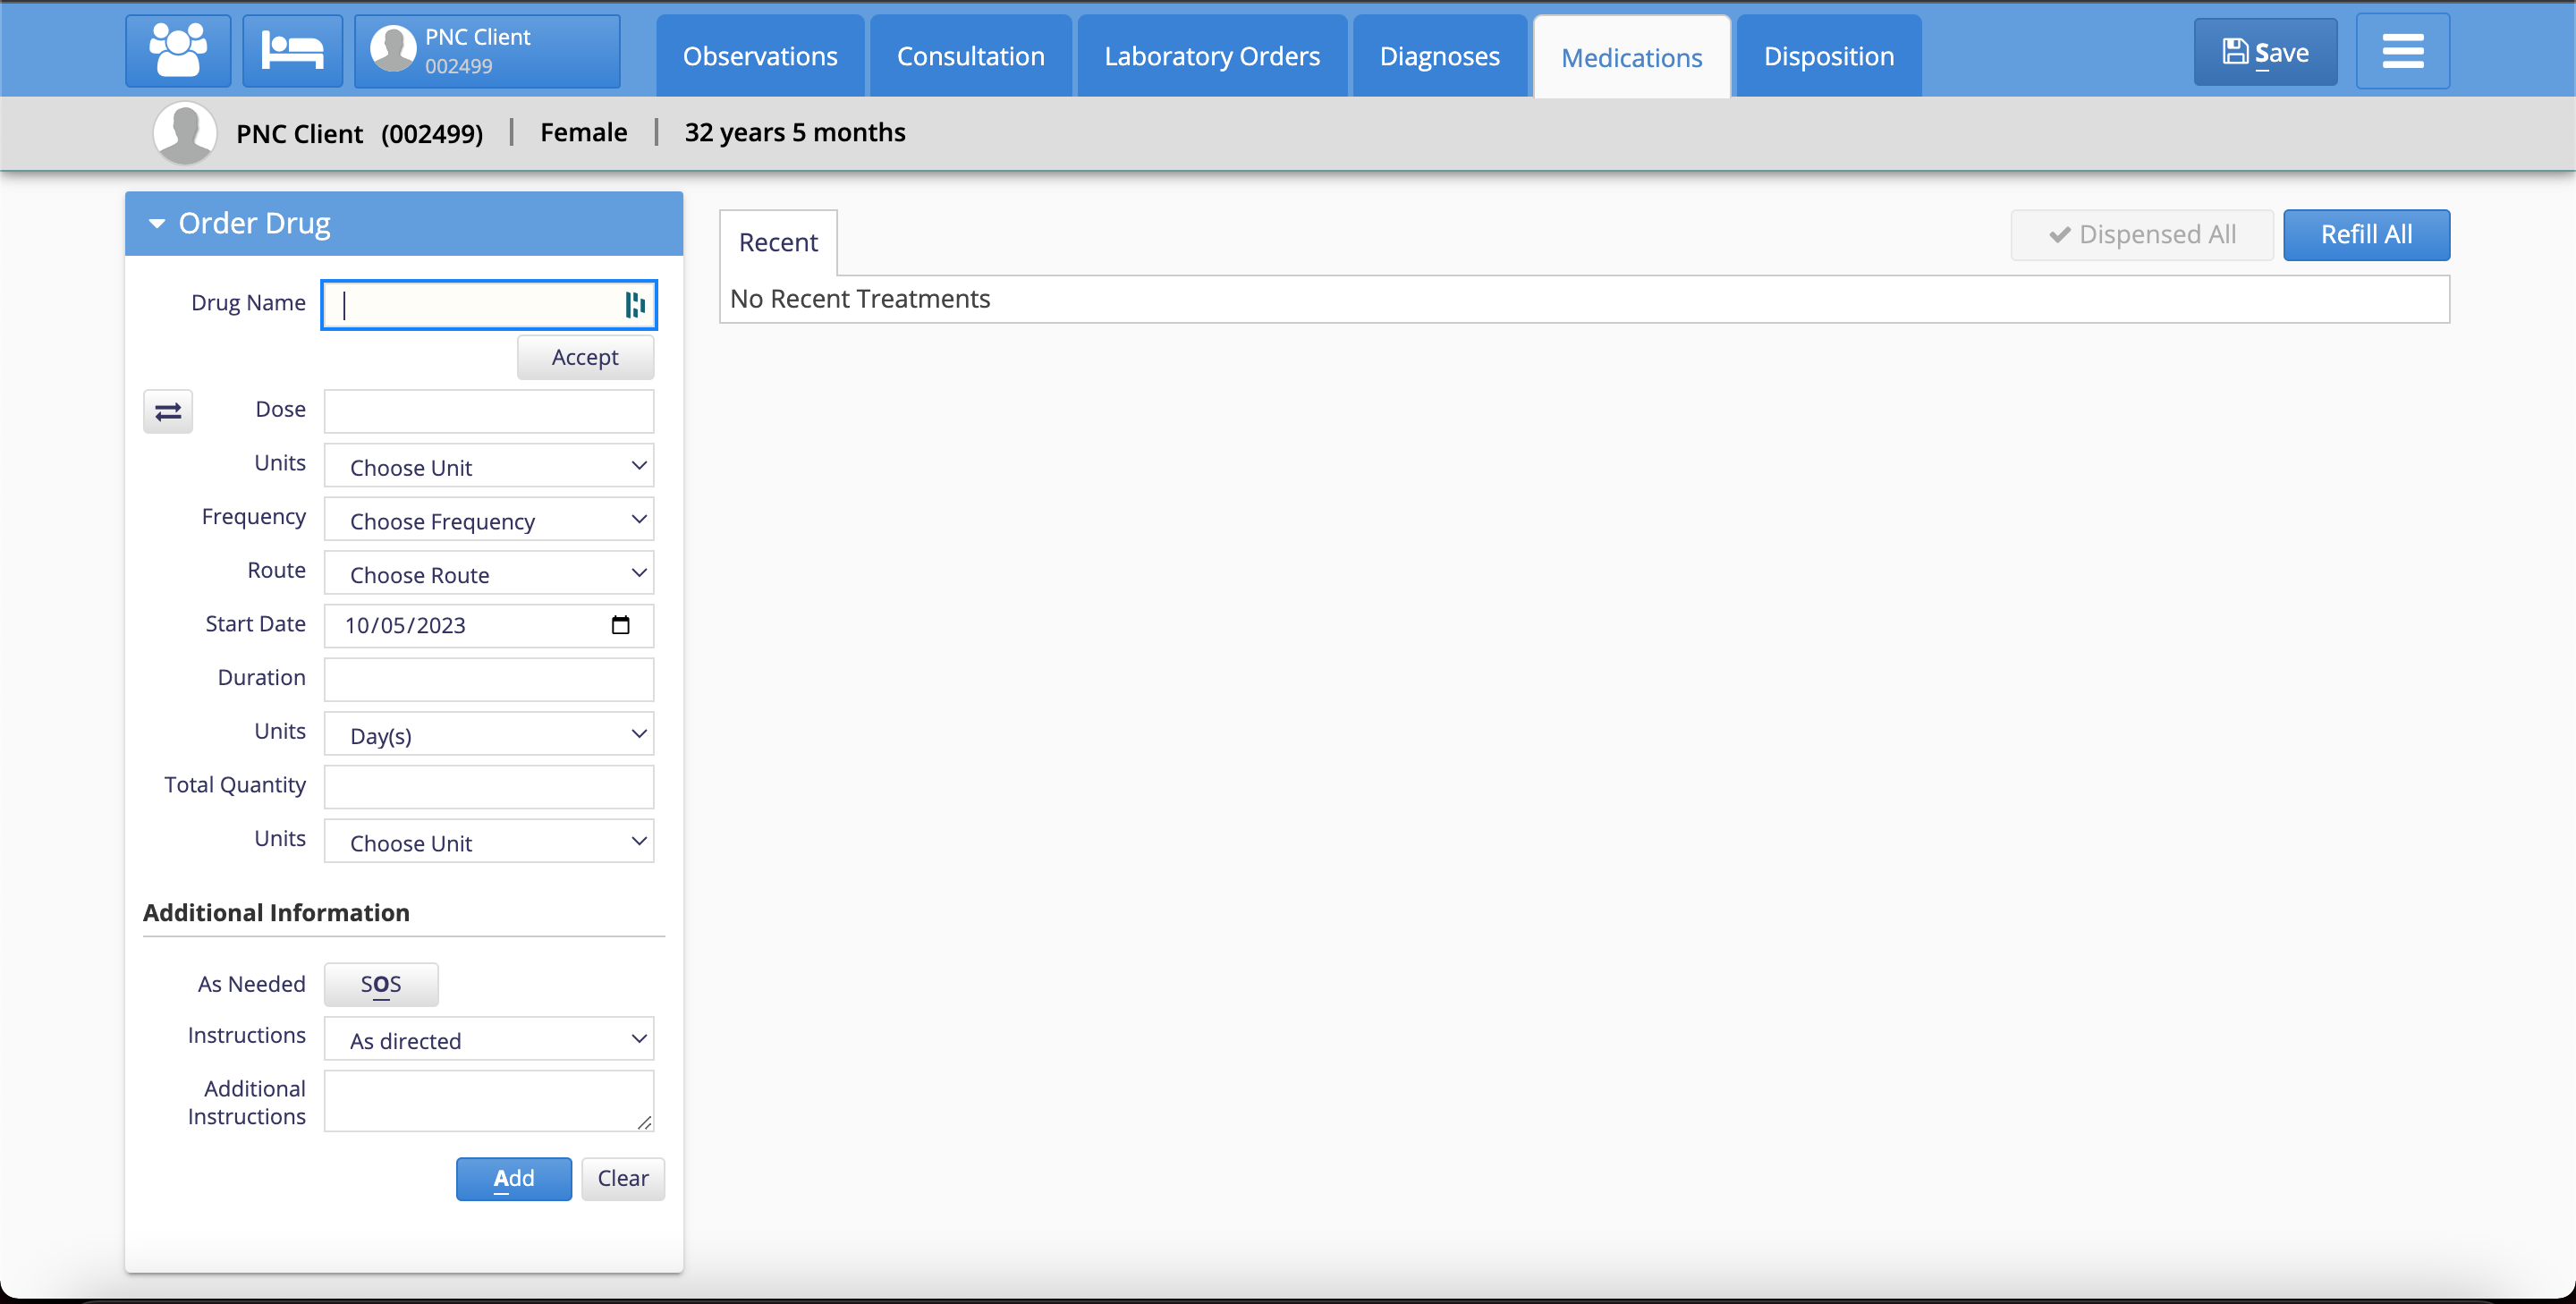 PNC Client
002499
Observations
Consultation
Laboratory Orders
Diagnoses
Medications
Disposition
Save
PNC Client (002499) | Female | 32 years 5 months
Order Drug
Drug Name
Accept
Dose
Units Choose Unit
Frequency Choose Frequency
Route Choose Route
Start Date 10/05/2023
Duration
Units Day(s)
Total Quantity
Units Choose Unit
Additional Information
As Needed SOS
Instructions As directed
Additional
Instructions
Add Clear
Recent
Dispensed All
Refill All
No Recent Treatments